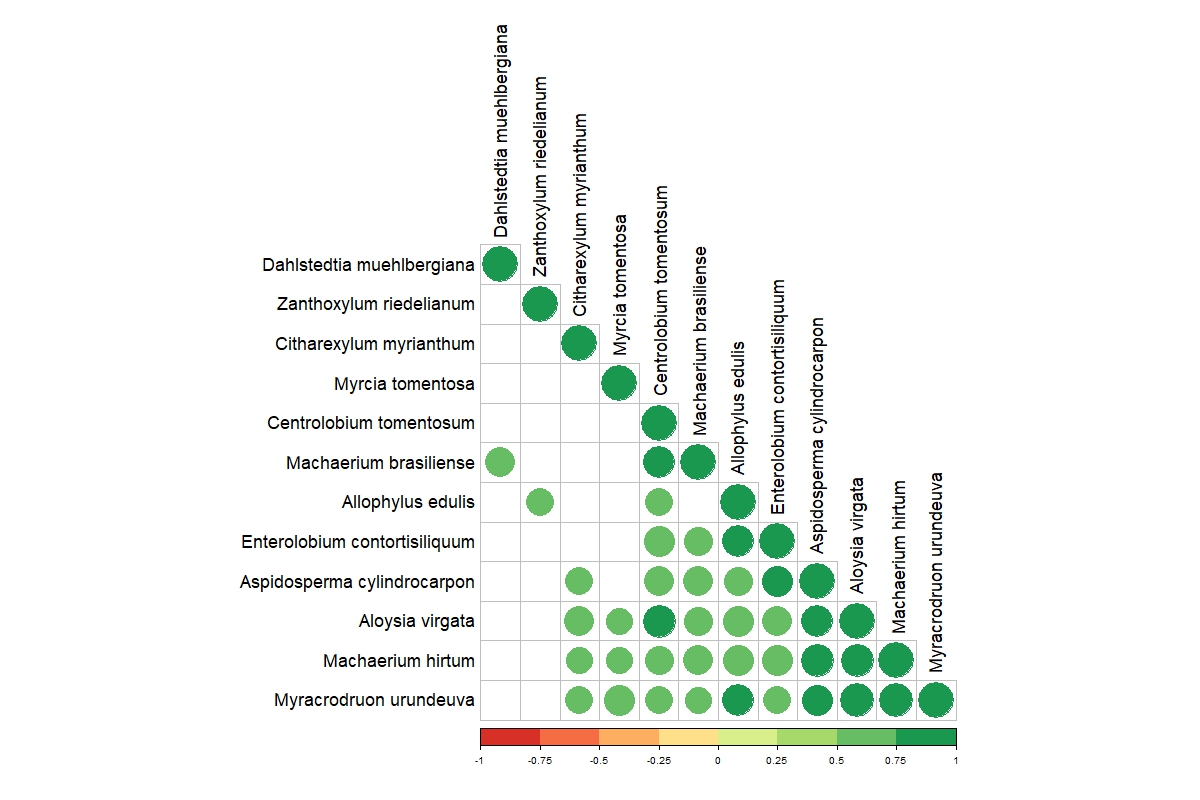 Dahlstedtia muehlbergiana
Zanthoxylum riedelianum
Citharexylum myrianthum
Myrcia tomentosa
Centrolobium tomentosum
Machaerium brasiliense
Allophylus edulis
Enterolobium contortisiliquum
Aspidosperma cylindrocarpon
Aloysia virgata
Machaerium hirtum
Myracrodruon urundeuva
Dahlstedtia muehlbergiana
Zanthoxylum riedelianum
Citharexylum myrianthum
Myrcia tomentosa
Centrolobium tomentosum
Machaerium brasiliense
Allophylus edulis
Enterolobium contortisiliquum
Aspidosperma cylindrocarpon
Aloysia virgata
Machaerium hirtum
Myracrodruon urundeuva
-1 -0.75 -0.5 -0.25 0 0.25 0.5 0.75 1